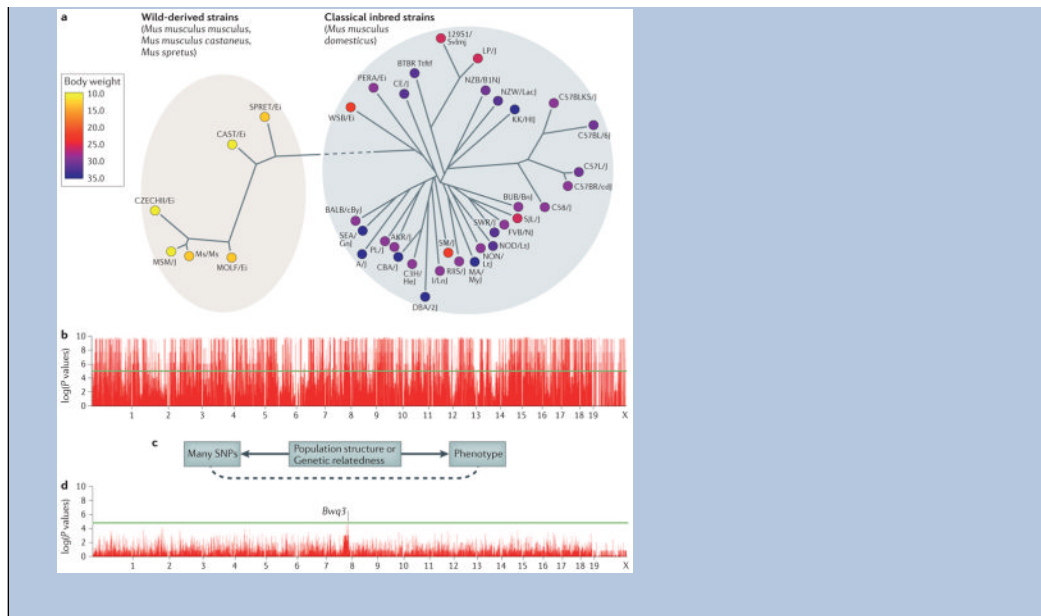 a
Wild-derived strains
(Mus musculus musculus,
Mus musculus castaneus,
Mus spretus)
Classical inbred strains
(Mus musculus
domesticus)
Body weight
10.0
15.0
20.0
25.0
30.0
35.0
SPRET/Ei
CAST/Ei
CZECHII/Ei
MSM/J
Ms/Ms
MOLF/Ei
129S1/
SvImj
LP/J
BTBR Ttftf
PERA/Ei
CE/J
NZB/B1NJ
NZW/LacJ
WSB/Ei
KK/HIJ
C57BLKS/J
C57BL/6J
C57L/J
C57BR/cdJ
C58/J
BUB/BnJ
SJL/J
SWR/J
FVB/NJ
NOD/LtJ
NON/
LtJ
MA/
MyJ
RIIS/J
SM/J
I/LnJ
DBA/2J
C3H/
HeJ
CBA/J
AKR/J
PL/J
A/J
SEA/
GnJ
BALB/cByJ
b
log(P values)
10
8
6
4
2
0
1 2 3 4 5 6 7 8 9 10 11 12 13 14 15 16 17 18 19 X
c
Many SNPs
Population structure or
Genetic relatedness
Phenotype
d
log(P values)
10
8
6
4
2
0
Bwq3
1 2 3 4 5 6 7 8 9 10 11 12 13 14 15 16 17 18 19 X